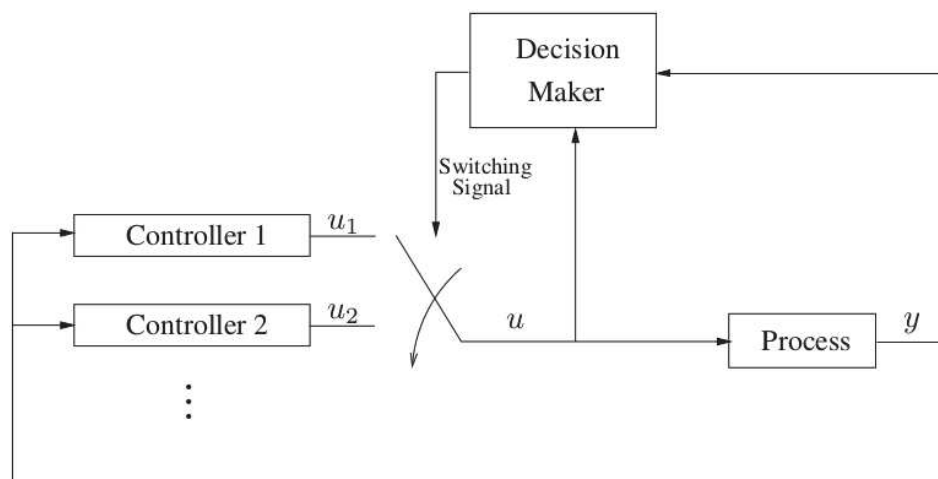 Decision
Maker
Switching
Signal
Controller 1
u₁
Controller 2
u₂
u
Process
y
⋮